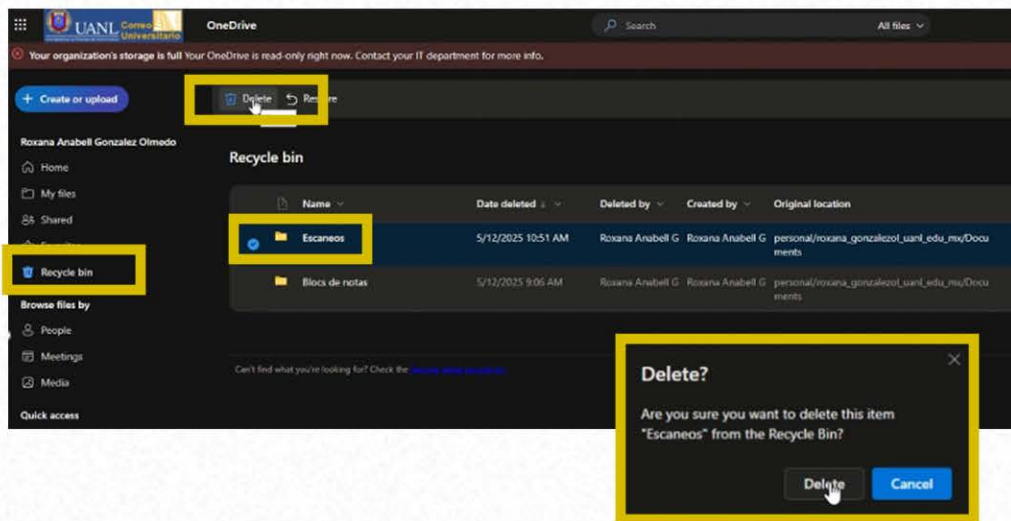 UANL Correo Universitario
OneDrive
Search
All files
Your organization's storage is full Your OneDrive is read-only right now. Contact your IT department for more info.
+ Create or upload
Delete Restore
Roxana Anabell Gonzalez Olmedo
Home
My files
Shared
Recycle bin
Browse files by
People
Meetings
Media
Quick access
Recycle bin
Name Date deleted Deleted by Created by Original location
Escaneos 5/12/2025 10:51 AM Roxana Anabell G Roxana Anabell G personal/roxana_gonzalezol_uanl_edu_mx/Docu
ments
Blocs de notas 5/12/2025 9:06 AM Roxana Anabell G Roxana Anabell G personal/roxana_gonzalezol_uanl_edu_mx/Docu
ments
Can't find what you're looking for? Check the
Delete?
Are you sure you want to delete this item
"Escaneos" from the Recycle Bin?
Delete Cancel